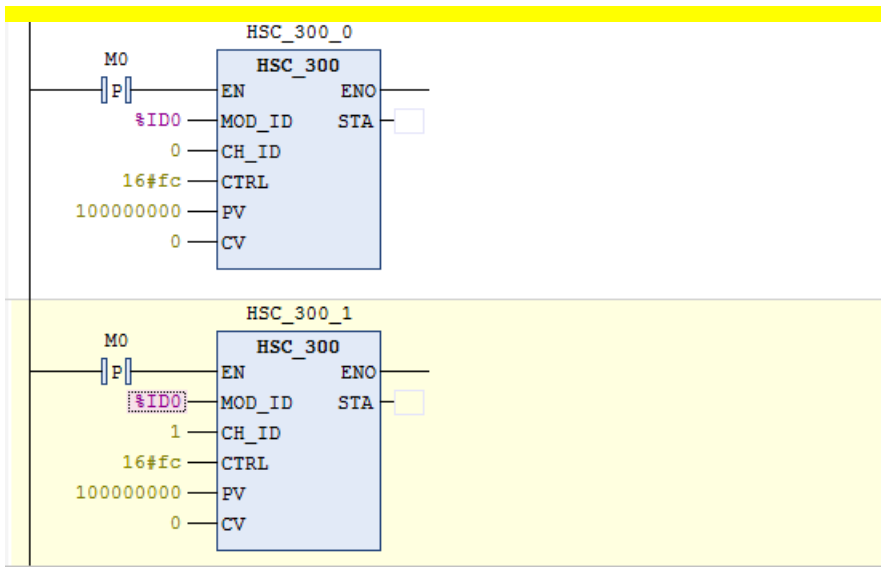 HSC_300_0
M0
HSC_300
P
EN ENO
%ID0 MOD_ID STA
0 CH_ID
16#fc CTRL
100000000 PV
0 CV
HSC_300_1
M0
HSC_300
P
EN ENO
%ID0 MOD_ID STA
1 CH_ID
16#fc CTRL
100000000 PV
0 CV